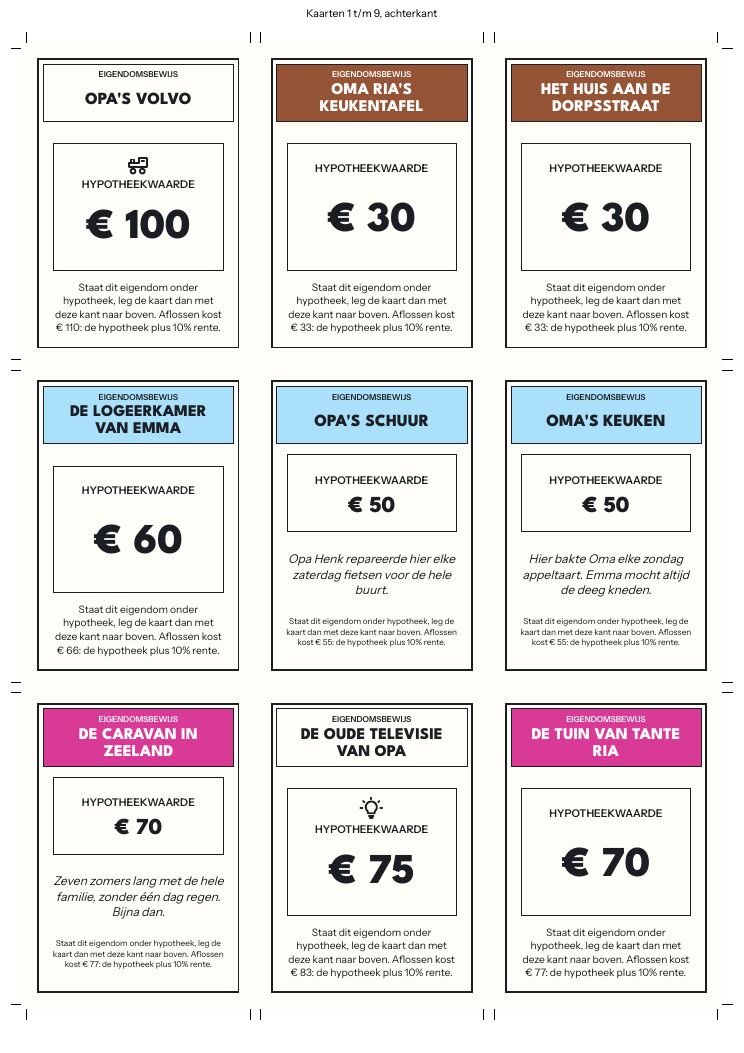 Kaarten 1 t/m 9, achterkant
EIGENDOMSBEWIJS
OPA'S VOLVO
HYPOTHEEKWAARDE
€ 100
Staat dit eigendom onder
hypotheek, leg de kaart dan met
deze kant naar boven. Aflossen kost
€ 110: de hypotheek plus 10% rente.
EIGENDOMSBEWIJS
OMA RIA'S
KEUKENTAFEL
HYPOTHEEKWAARDE
€ 30
Staat dit eigendom onder
hypotheek, leg de kaart dan met
deze kant naar boven. Aflossen kost
€ 33: de hypotheek plus 10% rente.
EIGENDOMSBEWIJS
HET HUIS AAN DE
DORPSSTRAAT
HYPOTHEEKWAARDE
€ 30
Staat dit eigendom onder
hypotheek, leg de kaart dan met
deze kant naar boven. Aflossen kost
€ 33: de hypotheek plus 10% rente.
EIGENDOMSBEWIJS
DE LOGEERKAMER
VAN EMMA
HYPOTHEEKWAARDE
€ 60
Staat dit eigendom onder
hypotheek, leg de kaart dan met
deze kant naar boven. Aflossen kost
€ 66: de hypotheek plus 10% rente.
EIGENDOMSBEWIJS
OPA'S SCHUUR
HYPOTHEEKWAARDE
€ 50
Opa Henk repareerde hier elke
zaterdag fietsen voor de hele
buurt.
Staat dit eigendom onder hypotheek, leg de
kaart dan met deze kant naar boven. Aflossen
kost € 55: de hypotheek plus 10% rente.
EIGENDOMSBEWIJS
OMA'S KEUKEN
HYPOTHEEKWAARDE
€ 50
Hier bakte Oma elke zondag
appeltaart. Emma mocht altijd
de deeg kneden.
Staat dit eigendom onder hypotheek, leg de
kaart dan met deze kant naar boven. Aflossen
kost € 55: de hypotheek plus 10% rente.
EIGENDOMSBEWIJS
DE CARAVAN IN
ZEELAND
HYPOTHEEKWAARDE
€ 70
Zeven zomers lang met de hele
familie, zonder één dag regen.
Bijna dan.
Staat dit eigendom onder hypotheek, leg de
kaart dan met deze kant naar boven. Aflossen
kost € 77: de hypotheek plus 10% rente.
EIGENDOMSBEWIJS
DE OUDE TELEVISIE
VAN OPA
HYPOTHEEKWAARDE
€ 75
Staat dit eigendom onder
hypotheek, leg de kaart dan met
deze kant naar boven. Aflossen kost
€ 83: de hypotheek plus 10% rente.
EIGENDOMSBEWIJS
DE TUIN VAN TANTE
RIA
HYPOTHEEKWAARDE
€ 70
Staat dit eigendom onder
hypotheek, leg de kaart dan met
deze kant naar boven. Aflossen kost
€ 77: de hypotheek plus 10% rente.